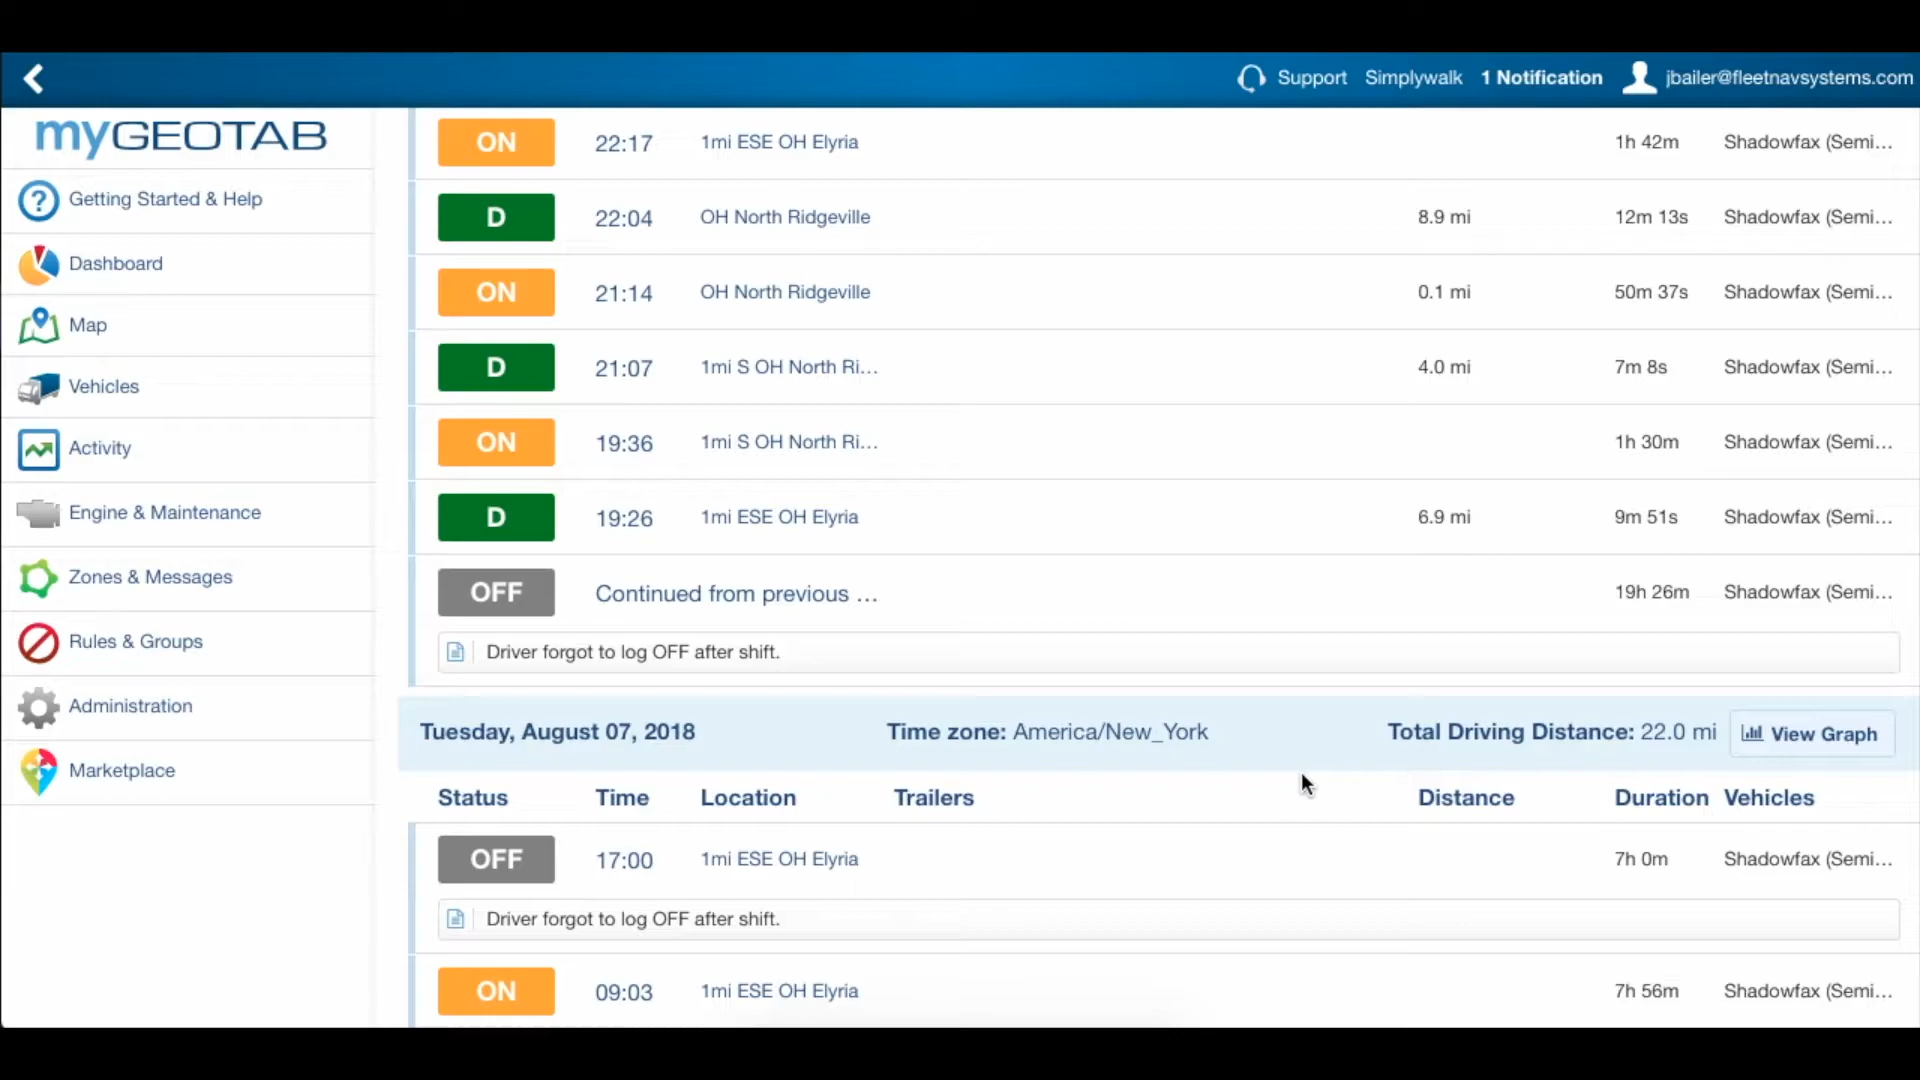 Support Simplywalk 1 Notification jbailer@fleetnavsystems.com
myGEOTAB
Getting Started & Help
Dashboard
Map
Vehicles
Activity
Engine & Maintenance
Zones & Messages
Rules & Groups
Administration
Marketplace
ON 22:17 1mi ESE OH Elyria 1h 42m Shadowfax (Semi...
D 22:04 OH North Ridgeville 8.9 mi 12m 13s Shadowfax (Semi...
ON 21:14 OH North Ridgeville 0.1 mi 50m 37s Shadowfax (Semi...
D 21:07 1mi S OH North Ri... 4.0 mi 7m 8s Shadowfax (Semi...
ON 19:36 1mi S OH North Ri... 1h 30m Shadowfax (Semi...
D 19:26 1mi ESE OH Elyria 6.9 mi 9m 51s Shadowfax (Semi...
OFF Continued from previous ... 19h 26m Shadowfax (Semi...
Driver forgot to log OFF after shift.
Tuesday, August 07, 2018 Time zone: America/New_York Total Driving Distance: 22.0 mi View Graph
Status Time Location Trailers Distance Duration Vehicles
OFF 17:00 1mi ESE OH Elyria 7h 0m Shadowfax (Semi...
Driver forgot to log OFF after shift.
ON 09:03 1mi ESE OH Elyria 7h 56m Shadowfax (Semi...